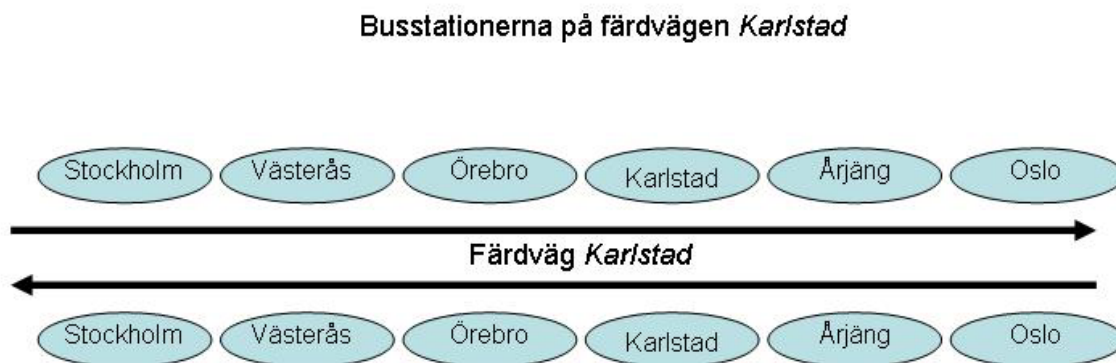 Busstationerna på färdvägen Karlstad
Stockholm Västerås Örebro Karlstad Årjäng Oslo
Färdväg Karlstad
Stockholm Västerås Örebro Karlstad Årjäng Oslo